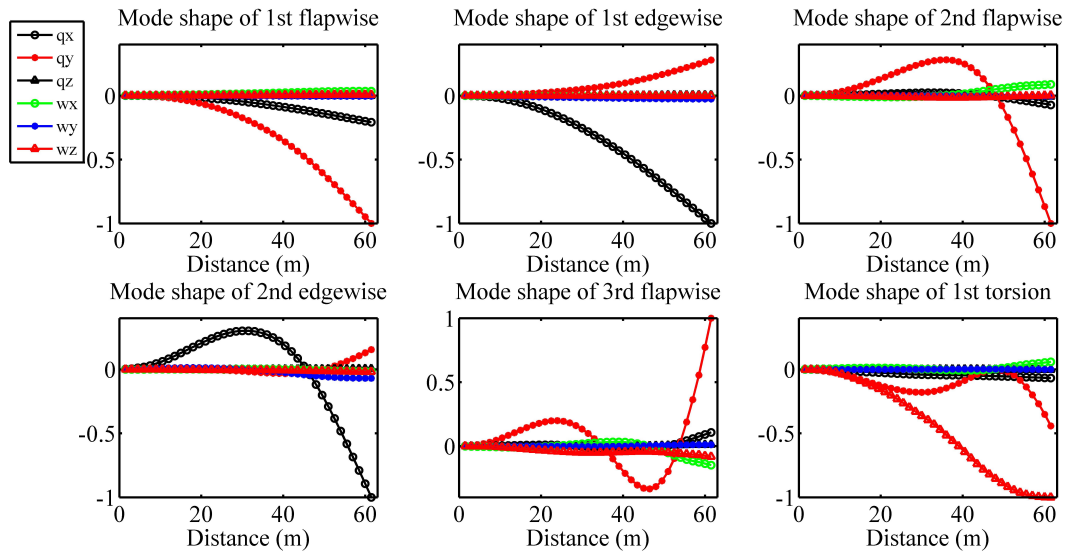 qx
qy
qz
wx
wy
wz
Mode shape of 1st flapwise
0
-0.5
-1
0 20 40 60
Distance (m)
Mode shape of 1st edgewise
0
-0.5
-1
0 20 40 60
Distance (m)
Mode shape of 2nd flapwise
0
-0.5
-1
0 20 40 60
Distance (m)
Mode shape of 2nd edgewise
0
-0.5
-1
0 20 40 60
Distance (m)
Mode shape of 3rd flapwise
1
0.5
0
0 20 40 60
Distance (m)
Mode shape of 1st torsion
0
-0.5
-1
0 20 40 60
Distance (m)